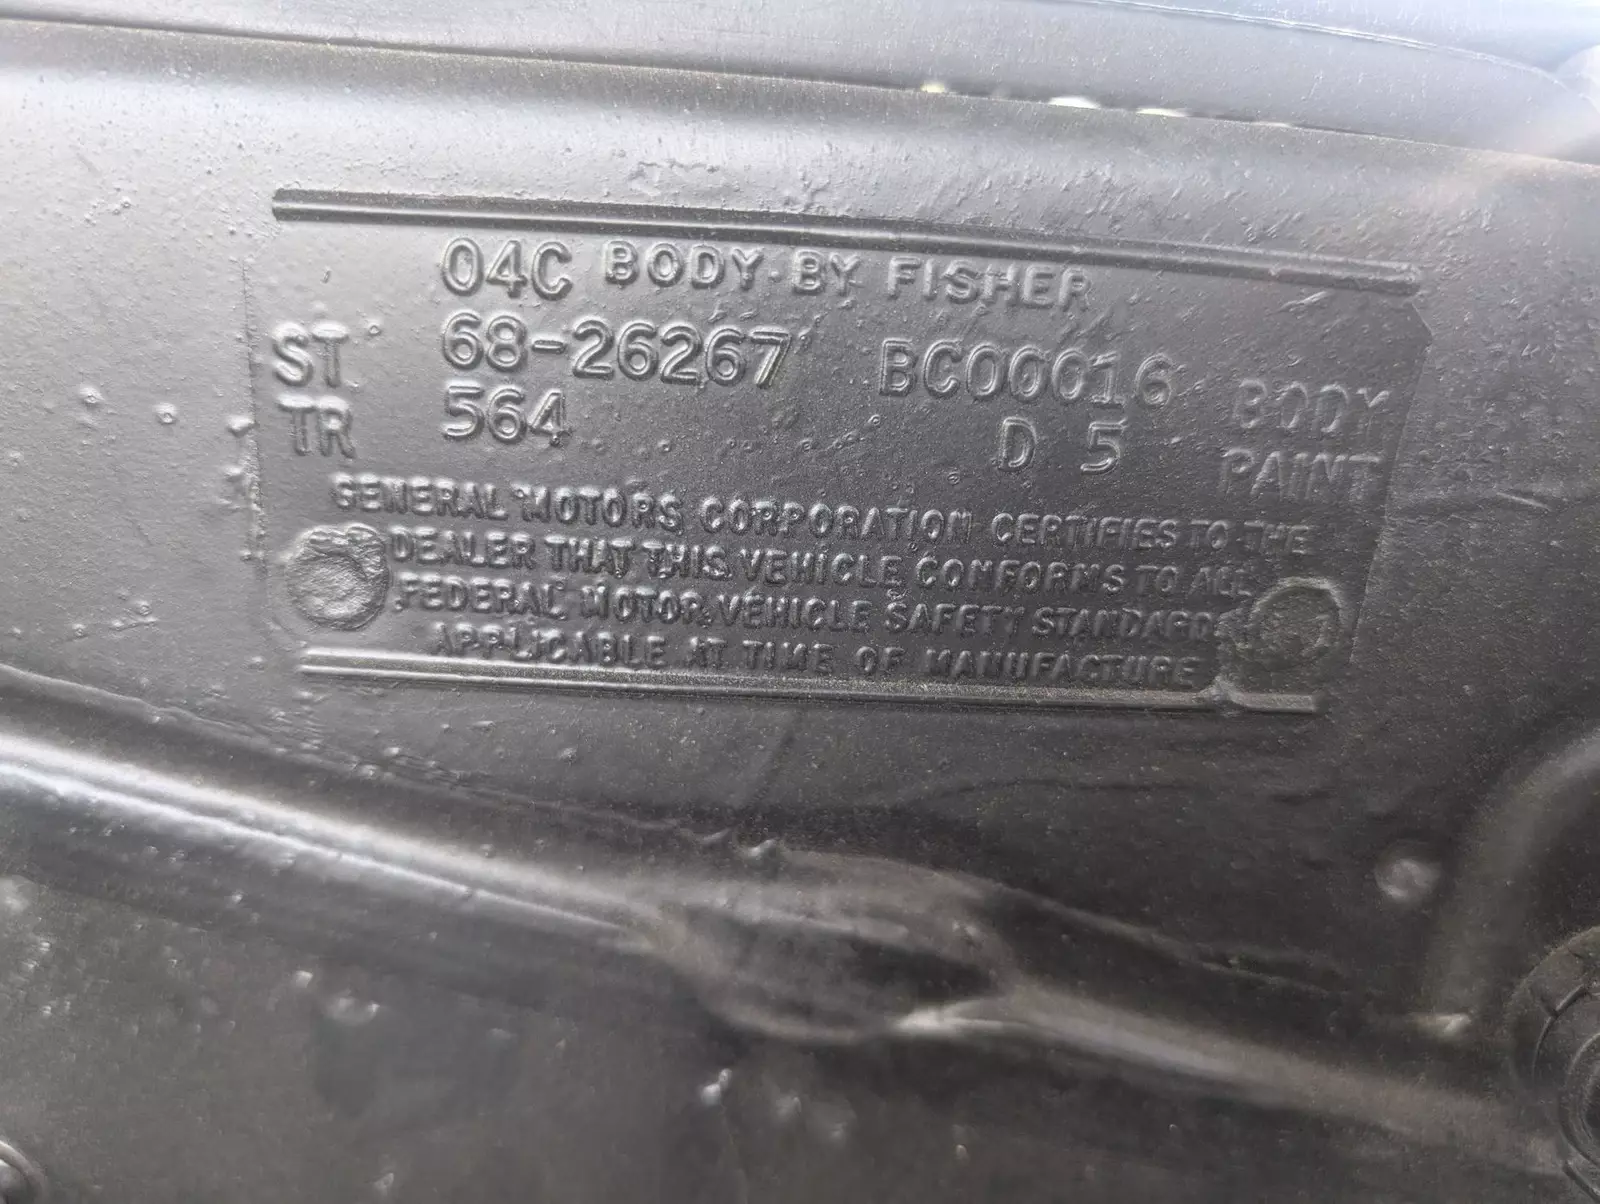 04C BODY BY FISHER
ST 68-26267 BC00016 BODY
TR 564 D 5 PAINT
GENERAL MOTORS CORPORATION CERTIFIES TO THE
DEALER THAT THIS VEHICLE CONFORMS TO ALL
FEDERAL MOTOR VEHICLE SAFETY STANDARDS
APPLICABLE AT TIME OF MANUFACTURE